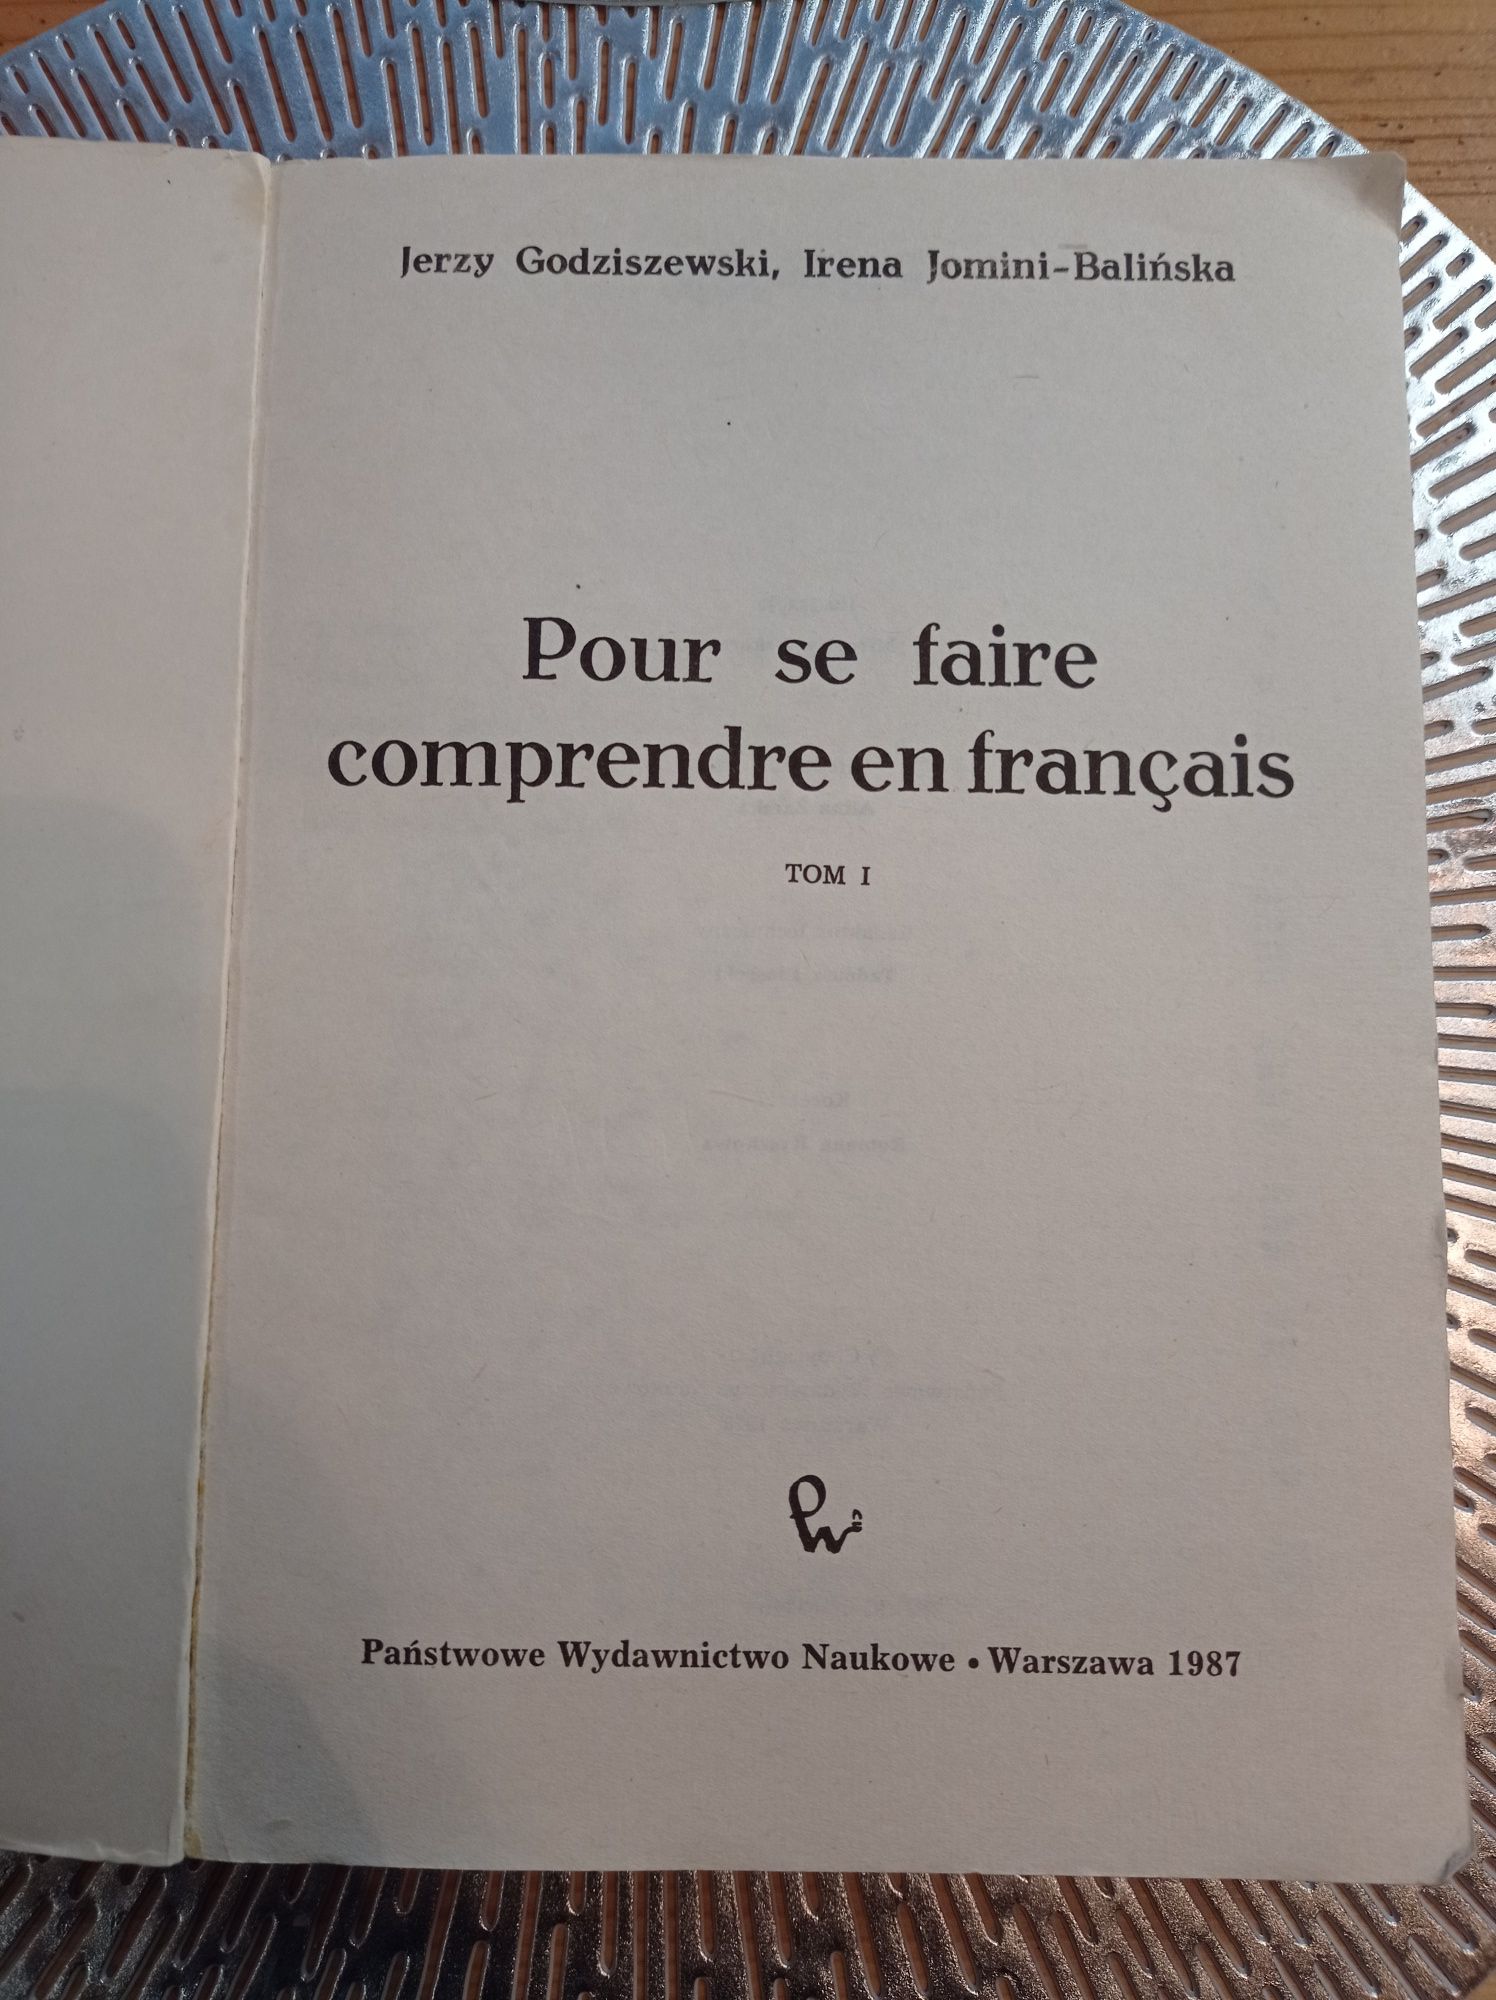 Jerzy Godziszewski, Irena Jomini-Balińska
Pour se faire
comprendre en français
TOM I
Państwowe Wydawnictwo Naukowe • Warszawa 1987